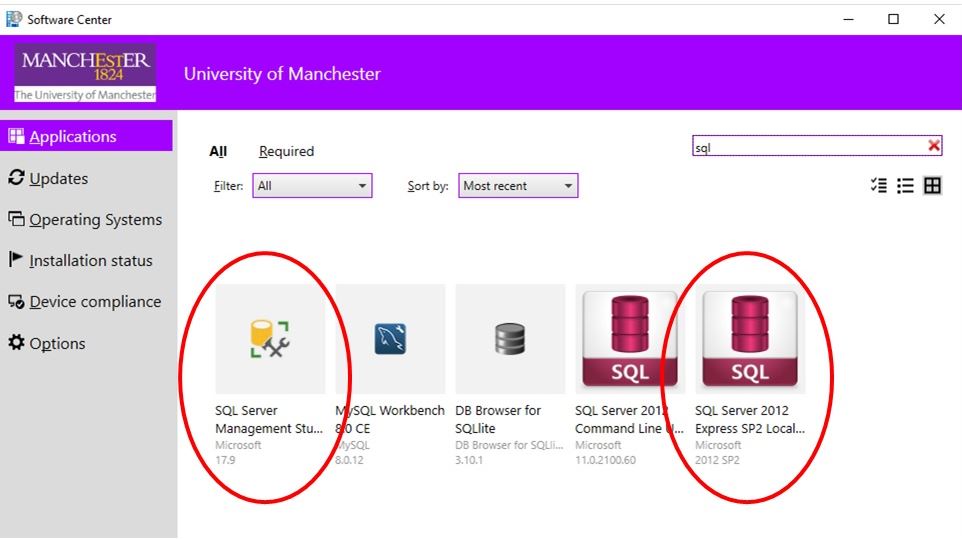 Software Center
MANCHESTER
1824
The University of Manchester
University of Manchester
Applications
Updates
Operating Systems
Installation status
Device compliance
Options
All Required
sql
Filter: All Sort by: Most recent
SQL
SQL
SQL Server
Management Stu...
Microsoft
17.9
MySQL Workbench
8.0 CE
MySQL
8.0.12
DB Browser for
SQLlite
DB Browser for SQLli...
3.10.1
SQL Server 2012
Command Line U...
Microsoft
11.0.2100.60
SQL Server 2012
Express SP2 Local...
Microsoft
2012 SP2